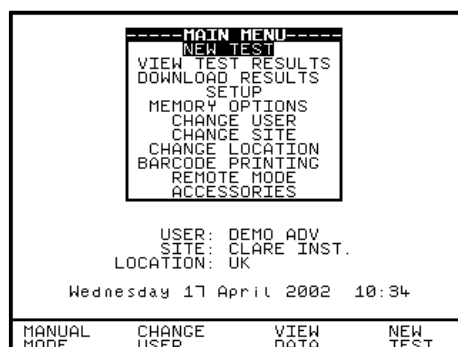 -----MAIN MENU-----
NEW TEST
VIEW TEST RESULTS
DOWNLOAD RESULTS
SETUP
MEMORY OPTIONS
CHANGE USER
CHANGE SITE
CHANGE LOCATION
BARCODE PRINTING
REMOTE MODE
ACCESSORIES
USER: DEMO ADV
SITE: CLARE INST.
LOCATION: UK
Wednesday 17 April 2002 10:34
MANUAL CHANGE VIEW NEW
MODE USER DATA TEST